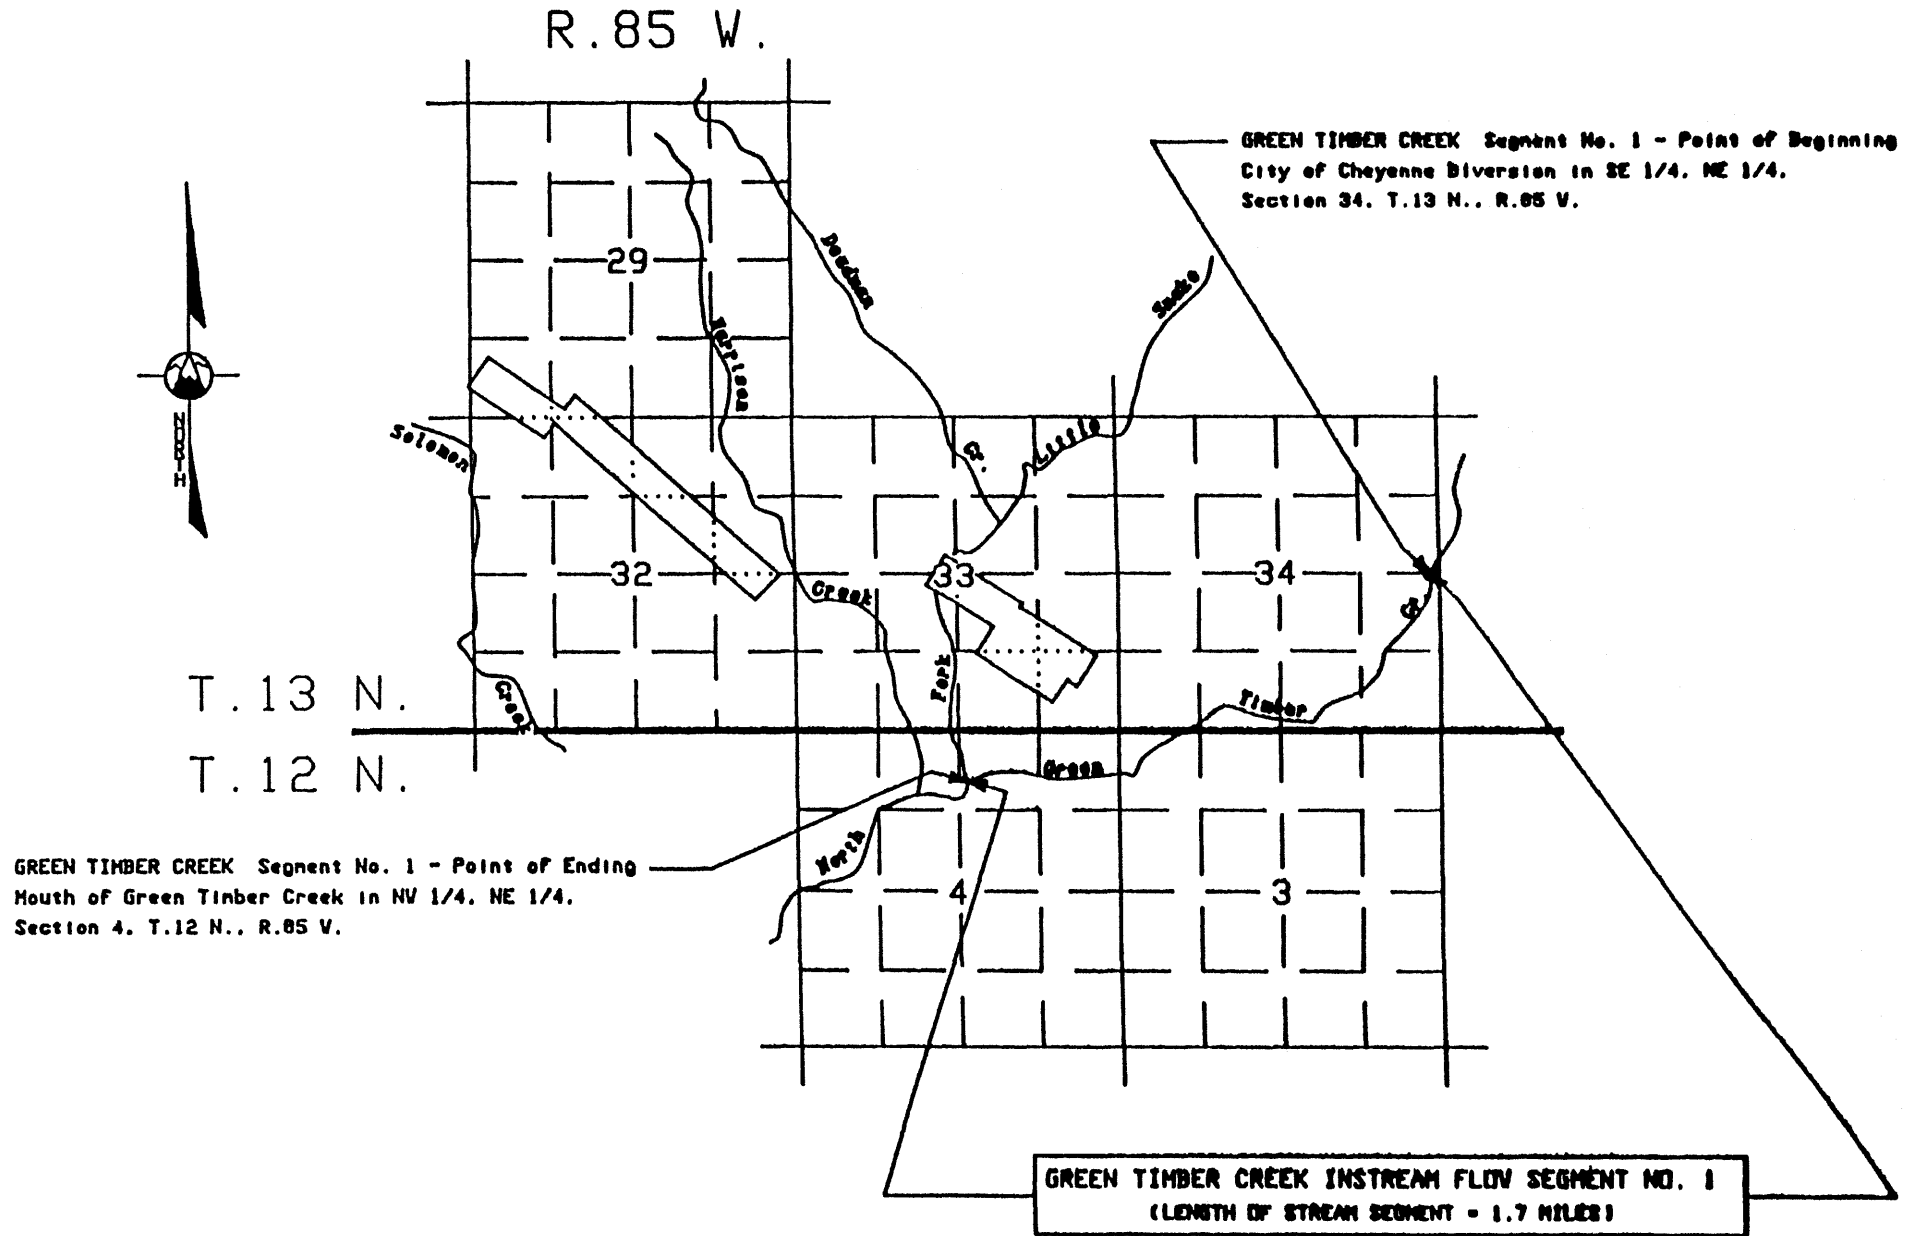 R.85 W.
GREEN TIMBER CREEK Segment No. 1 - Point of Beginning
City of Cheyenne Diversion in SE 1/4, NE 1/4,
Section 34, T.13 N., R.85 W.
29
Deadman
Snake
Harrison
NORTH
Solomon
Cr.
Little
32
33
34
Creek
Cr.
Fork
Creek
Timber
T.13 N.
T.12 N.
Green
North
GREEN TIMBER CREEK Segment No. 1 - Point of Ending
Mouth of Green Timber Creek in NW 1/4, NE 1/4,
Section 4, T.12 N., R.85 W.
4
3
GREEN TIMBER CREEK INSTREAM FLOW SEGMENT NO. 1
(LENGTH OF STREAM SEGMENT = 1.7 MILES)